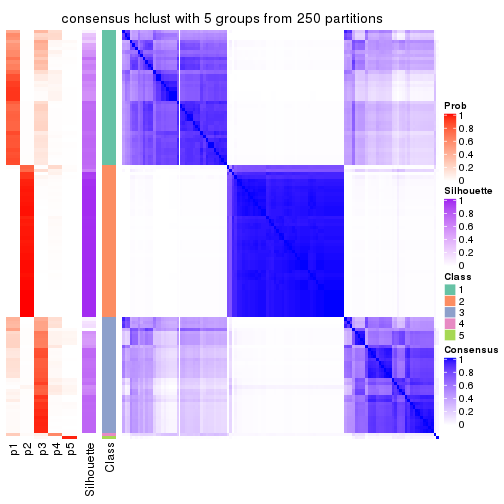 consensus hclust with 5 groups from 250 partitions
Prob
1
0.8
0.6
0.4
0.2
0
Silhouette
1
0.8
0.6
0.4
0.2
0
Class
1
2
3
4
5
Consensus
1
0.8
0.6
0.4
0.2
0
p1
p2
p3
p4
p5
Silhouette
Class